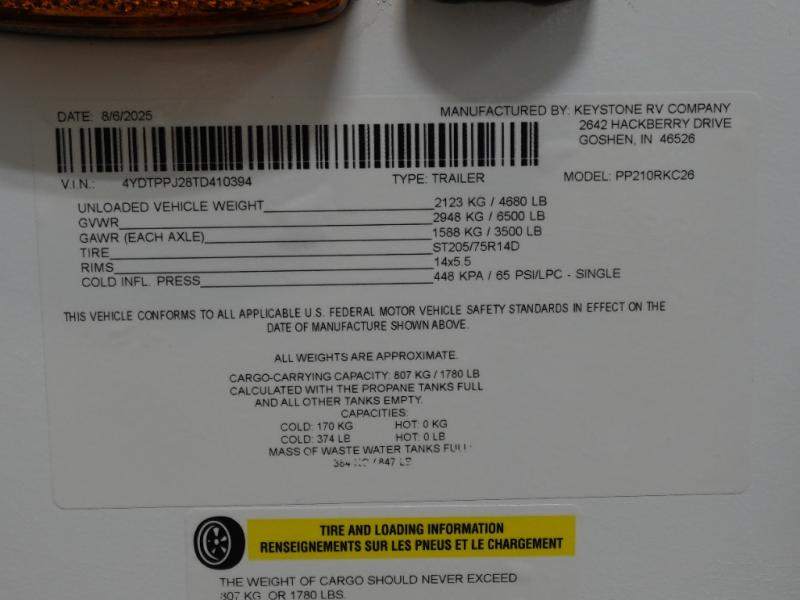 DATE: 8/6/2025
MANUFACTURED BY: KEYSTONE RV COMPANY
2642 HACKBERRY DRIVE
GOSHEN, IN 46526
V.I.N.: 4YDTPPJ28TD410394 TYPE: TRAILER MODEL: PP210RKC26
UNLOADED VEHICLE WEIGHT 2123 KG / 4680 LB
GVWR 2948 KG / 6500 LB
GAWR (EACH AXLE) 1588 KG / 3500 LB
TIRE ST205/75R14D
RIMS 14x5.5
COLD INFL. PRESS 448 KPA / 65 PSI/LPC - SINGLE
THIS VEHICLE CONFORMS TO ALL APPLICABLE U.S. FEDERAL MOTOR VEHICLE SAFETY STANDARDS IN EFFECT ON THE
DATE OF MANUFACTURE SHOWN ABOVE.
ALL WEIGHTS ARE APPROXIMATE.
CARGO-CARRYING CAPACITY: 807 KG / 1780 LB
CALCULATED WITH THE PROPANE TANKS FULL
AND ALL OTHER TANKS EMPTY.
CAPACITIES:
COLD: 170 KG HOT: 0 KG
COLD: 374 LB HOT: 0 LB
MASS OF WASTE WATER TANKS
/ 847 LB
TIRE AND LOADING INFORMATION
RENSEIGNEMENTS SUR LES PNEUS ET LE CHARGEMENT
THE WEIGHT OF CARGO SHOULD NEVER EXCEED
807 KG OR 1780 LBS.